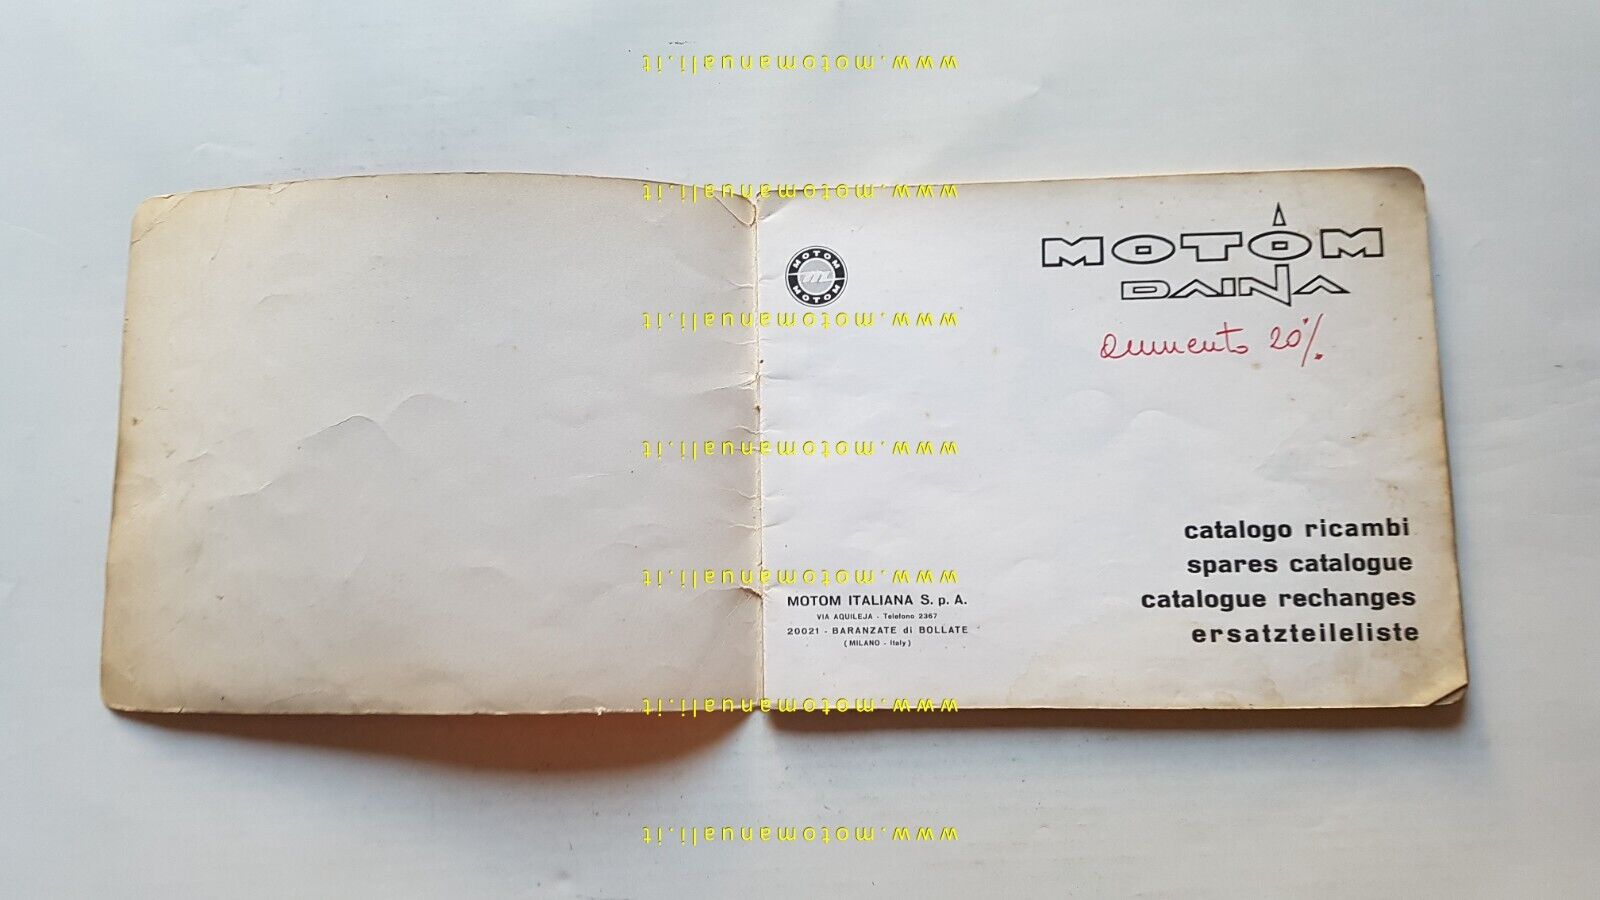 www.motomanuali.it
www.motomanuali.it
MOTOM
DAINA
MOTOM
m
MOTOM
www.motomanuali.it
aumento 20%
www.motomanuali.it
catalogo ricambi
spares catalogue
www.motomanuali.it
catalogue rechanges
ersatzteileliste
MOTOM ITALIANA S. p. A.
VIA AQUILEJA - Telefono 2367
20021 - BARANZATE di BOLLATE
( MILANO - Italy )
www.motomanuali.it
www.motomanuali.it